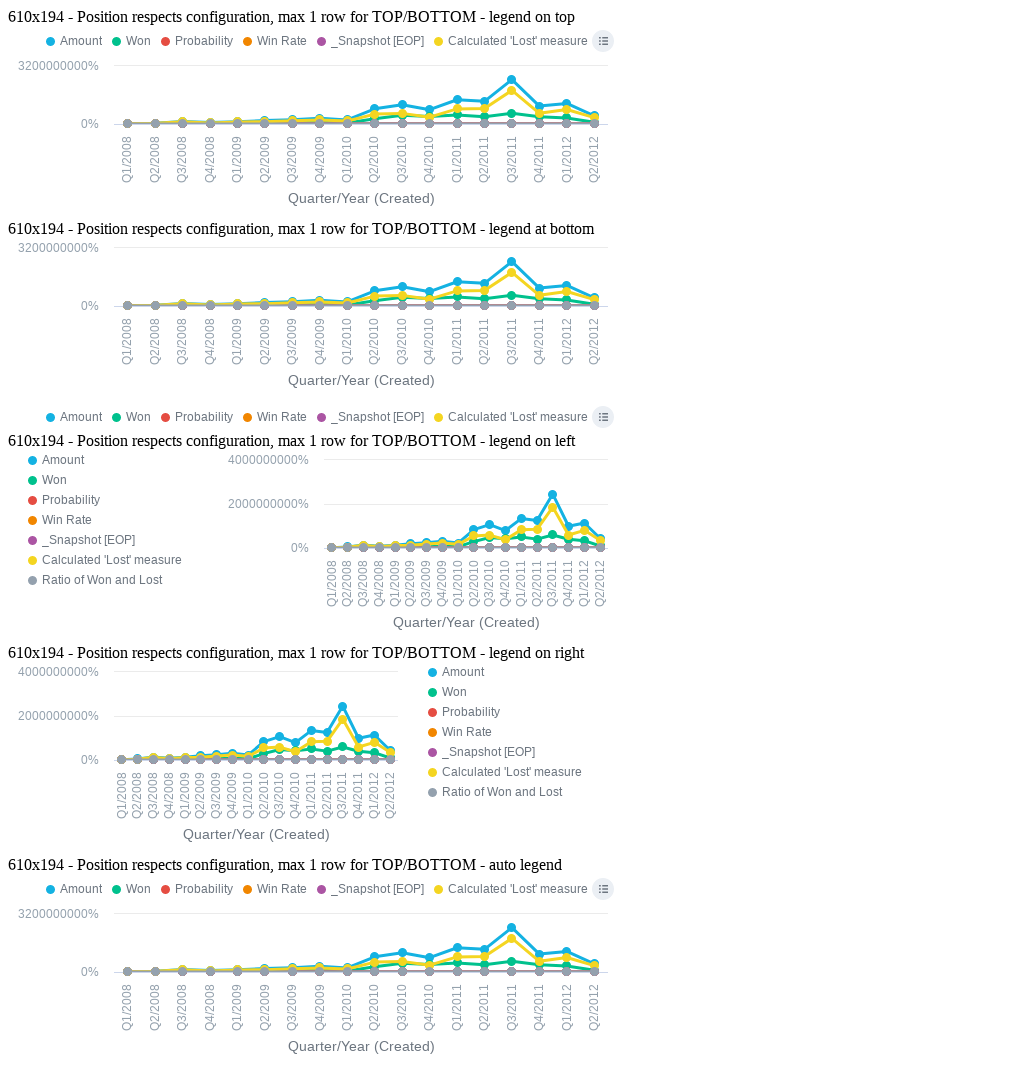 610x194 - Position respects configuration, max 1 row for TOP/BOTTOM - legend on top
Amount Won Probability Win Rate _Snapshot [EOP] Calculated 'Lost' measure
3200000000%
0%
Q1/2008 Q2/2008 Q3/2008 Q4/2008 Q1/2009 Q2/2009 Q3/2009 Q4/2009 Q1/2010 Q2/2010 Q3/2010 Q4/2010 Q1/2011 Q2/2011 Q3/2011 Q4/2011 Q1/2012 Q2/2012
Quarter/Year (Created)
610x194 - Position respects configuration, max 1 row for TOP/BOTTOM - legend at bottom
3200000000%
0%
Q1/2008 Q2/2008 Q3/2008 Q4/2008 Q1/2009 Q2/2009 Q3/2009 Q4/2009 Q1/2010 Q2/2010 Q3/2010 Q4/2010 Q1/2011 Q2/2011 Q3/2011 Q4/2011 Q1/2012 Q2/2012
Quarter/Year (Created)
Amount Won Probability Win Rate _Snapshot [EOP] Calculated 'Lost' measure
610x194 - Position respects configuration, max 1 row for TOP/BOTTOM - legend on left
Amount
Won
Probability
Win Rate
_Snapshot [EOP]
Calculated 'Lost' measure
Ratio of Won and Lost
4000000000%
2000000000%
0%
Q1/2008 Q2/2008 Q3/2008 Q4/2008 Q1/2009 Q2/2009 Q3/2009 Q4/2009 Q1/2010 Q2/2010 Q3/2010 Q4/2010 Q1/2011 Q2/2011 Q3/2011 Q4/2011 Q1/2012 Q2/2012
Quarter/Year (Created)
610x194 - Position respects configuration, max 1 row for TOP/BOTTOM - legend on right
4000000000%
2000000000%
0%
Q1/2008 Q2/2008 Q3/2008 Q4/2008 Q1/2009 Q2/2009 Q3/2009 Q4/2009 Q1/2010 Q2/2010 Q3/2010 Q4/2010 Q1/2011 Q2/2011 Q3/2011 Q4/2011 Q1/2012 Q2/2012
Quarter/Year (Created)
Amount
Won
Probability
Win Rate
_Snapshot [EOP]
Calculated 'Lost' measure
Ratio of Won and Lost
610x194 - Position respects configuration, max 1 row for TOP/BOTTOM - auto legend
Amount Won Probability Win Rate _Snapshot [EOP] Calculated 'Lost' measure
3200000000%
0%
Q1/2008 Q2/2008 Q3/2008 Q4/2008 Q1/2009 Q2/2009 Q3/2009 Q4/2009 Q1/2010 Q2/2010 Q3/2010 Q4/2010 Q1/2011 Q2/2011 Q3/2011 Q4/2011 Q1/2012 Q2/2012
Quarter/Year (Created)